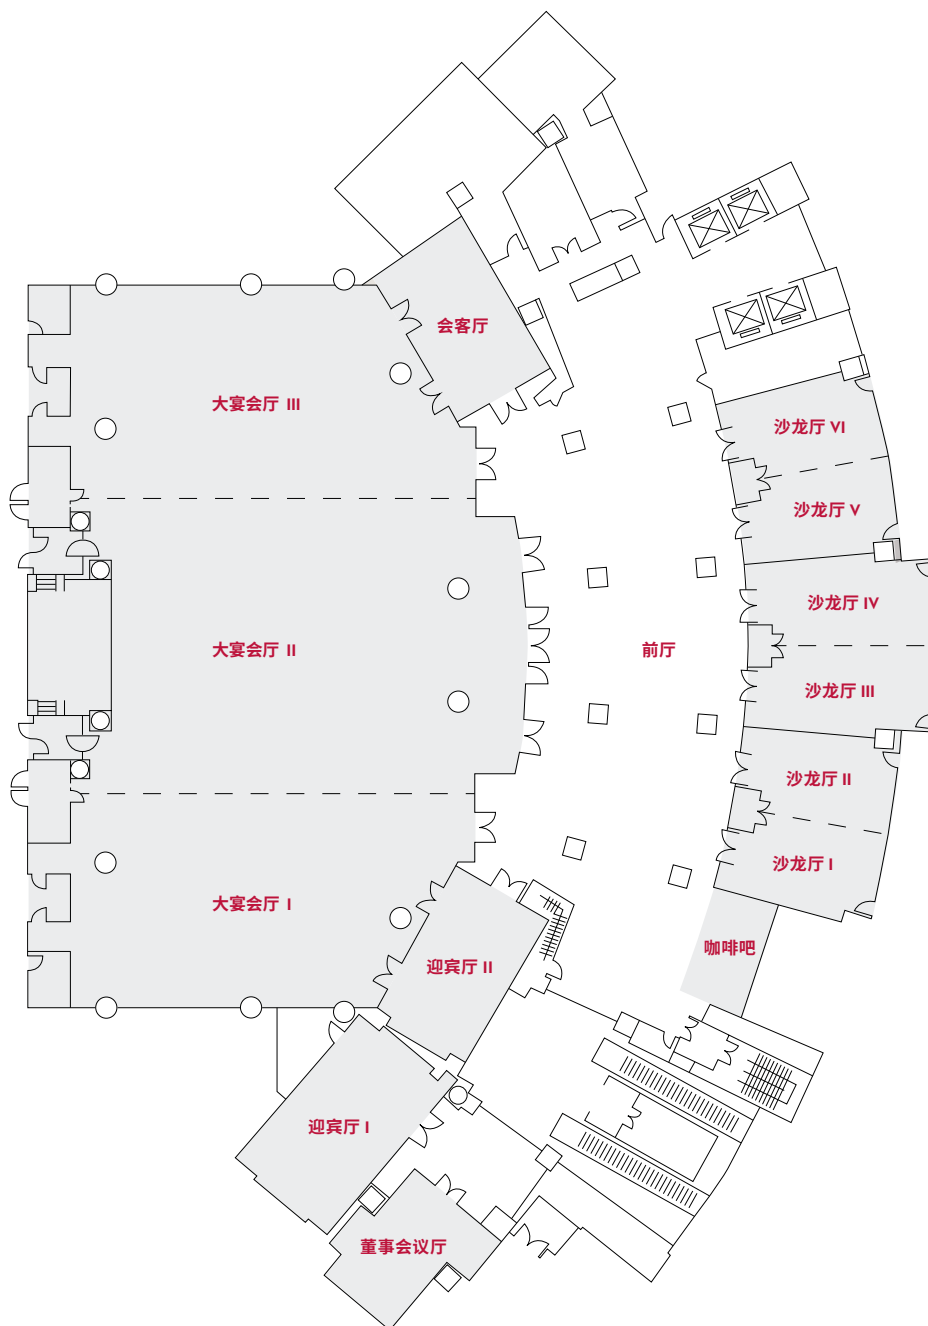 会客厅
大宴会厅 III
沙龙厅 VI
沙龙厅 V
沙龙厅 IV
大宴会厅 II
前厅
沙龙厅 III
沙龙厅 II
沙龙厅 I
大宴会厅 I
咖啡吧
迎宾厅 II
迎宾厅 I
董事会议厅